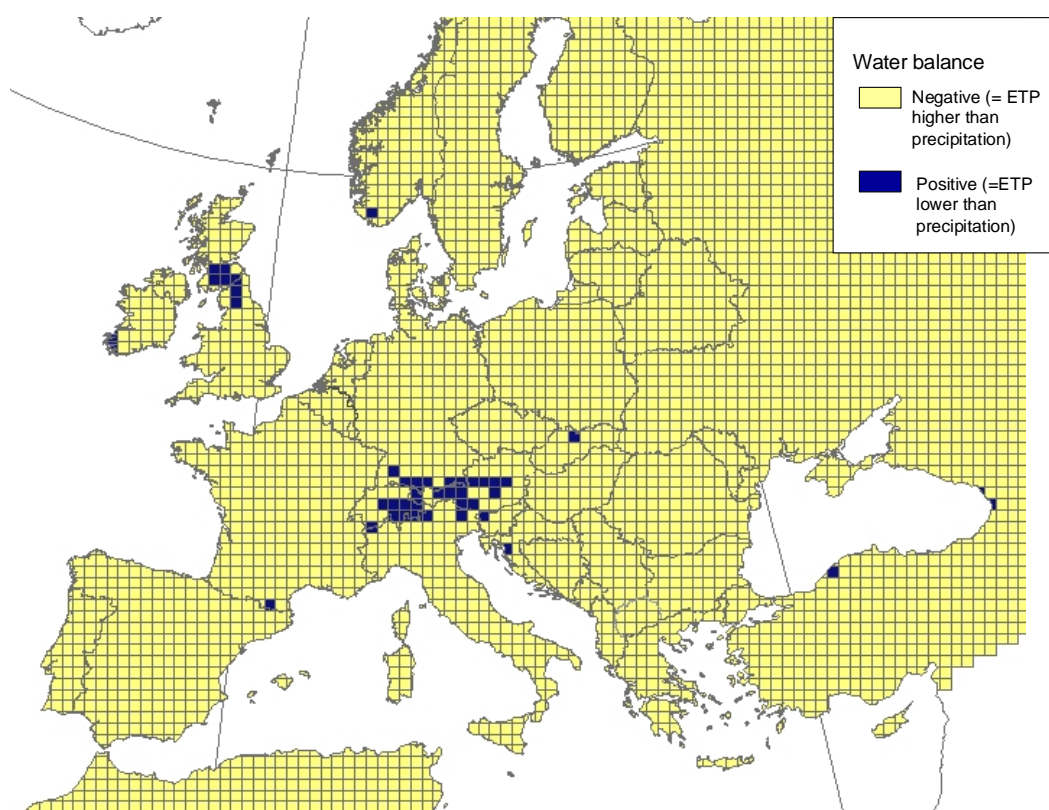 Water balance
Negative (= ETP
higher than
precipitation)
Positive (=ETP
lower than
precipitation)